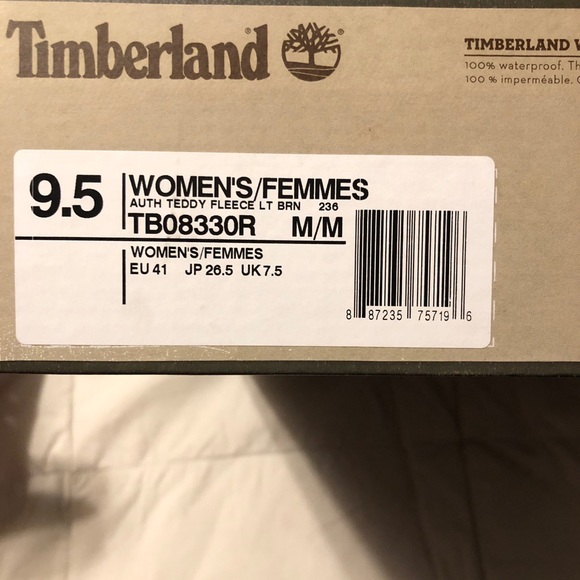 Timberland®
TIMBERLAND
100% waterproof.
100 % imperméable.
9.5
WOMEN'S/FEMMES
AUTH TEDDY FLEECE LT BRN 236
TB08330R M/M
WOMEN'S/FEMMES
EU 41 JP 26.5 UK 7.5
8 87235 75719 6